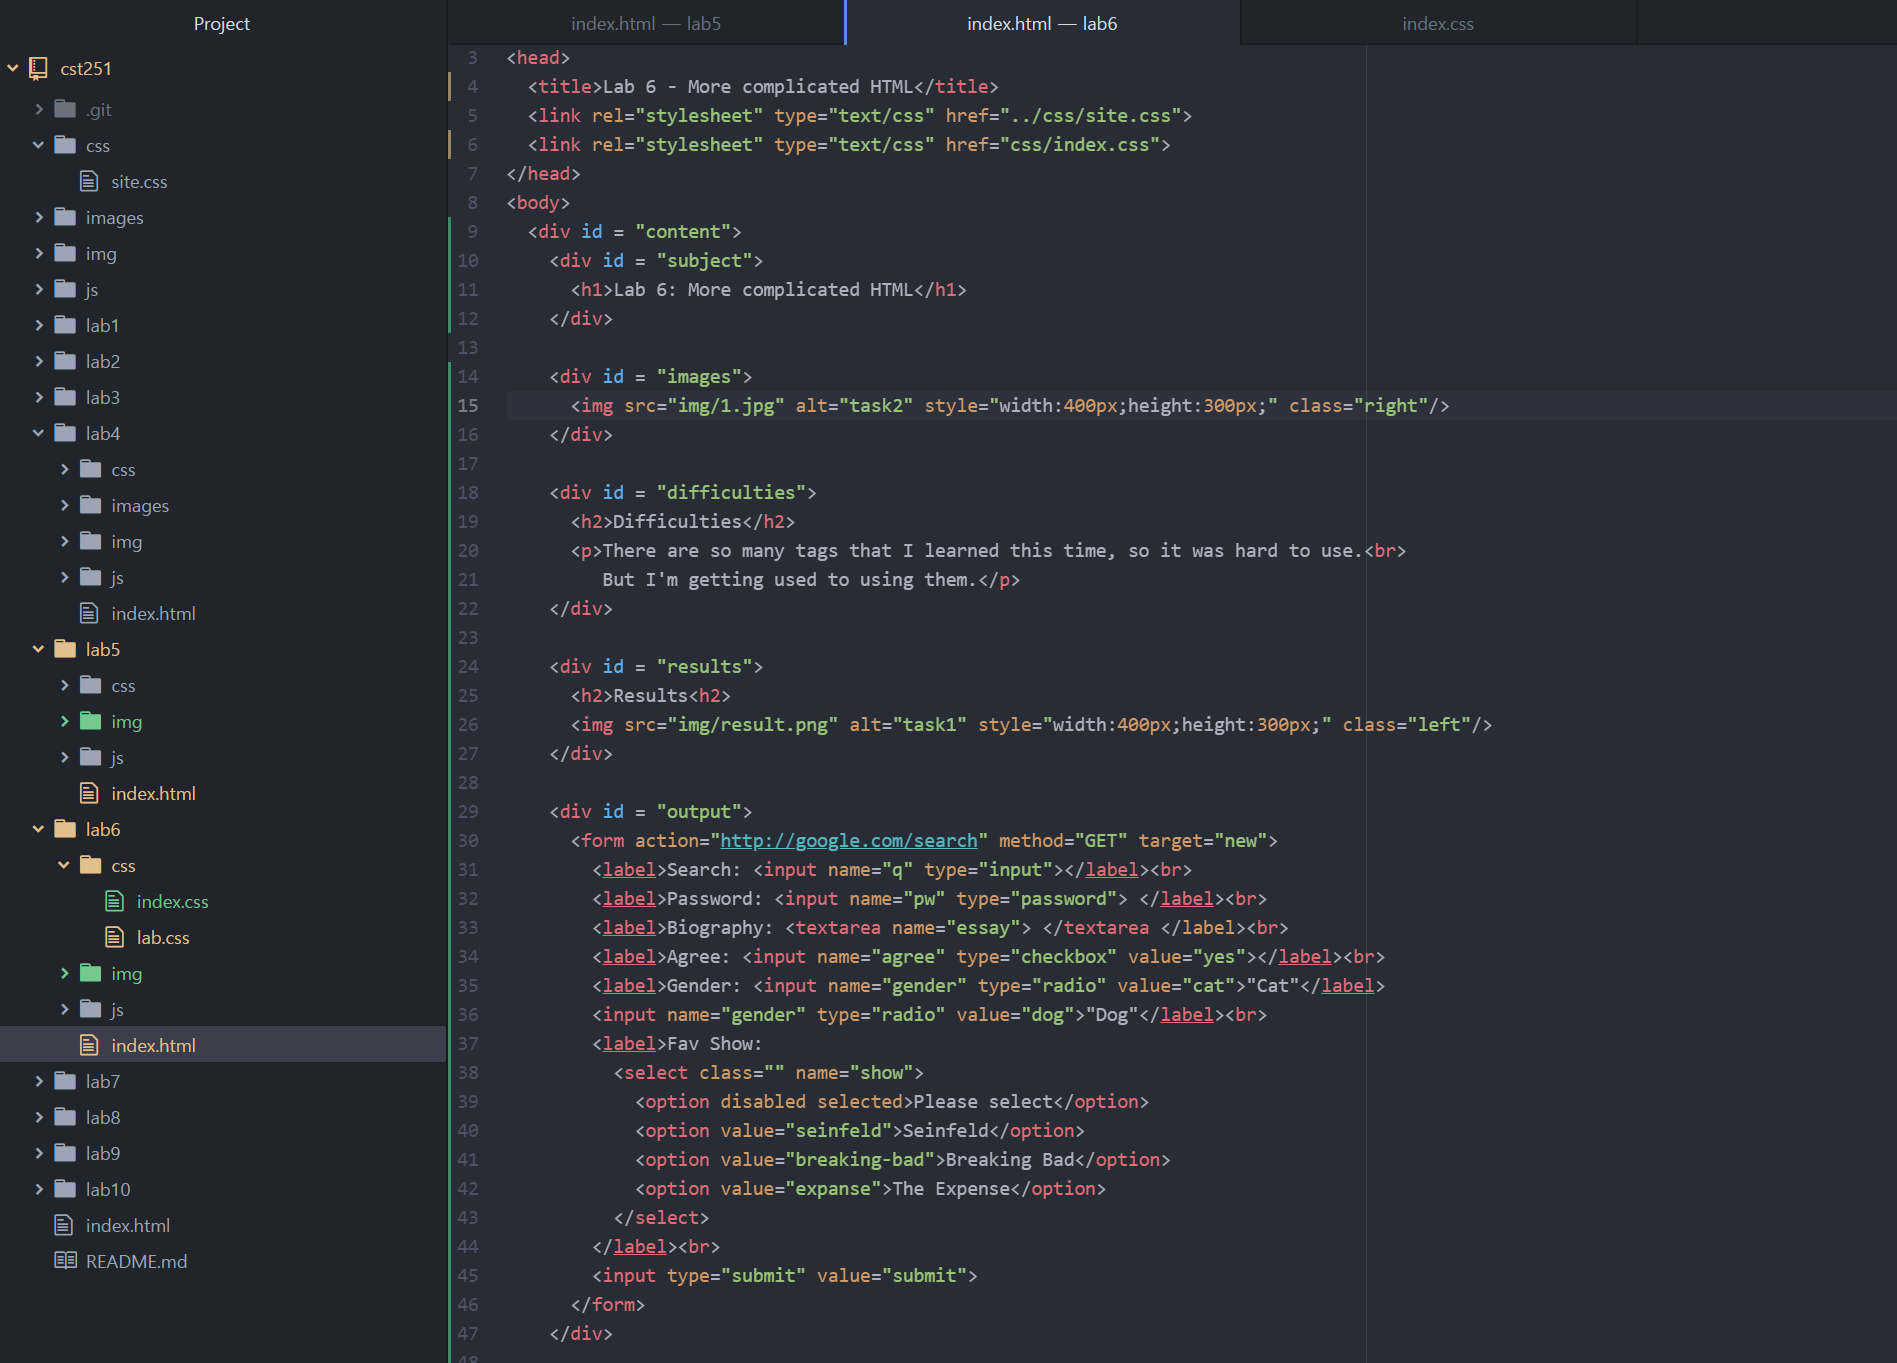 Project
cst251
.git
css
site.css
images
img
js
lab1
lab2
lab3
lab4
css
images
img
js
index.html
lab5
css
img
js
index.html
lab6
css
index.css
lab.css
img
js
index.html
lab7
lab8
lab9
lab10
index.html
README.md
index.html — lab5
index.html — lab6
index.css
3 <head>
4 <title>Lab 6 - More complicated HTML</title>
5 <link rel="stylesheet" type="text/css" href="../css/site.css">
6 <link rel="stylesheet" type="text/css" href="css/index.css">
7 </head>
8 <body>
9 <div id = "content">
10 <div id = "subject">
11 <h1>Lab 6: More complicated HTML</h1>
12 </div>
13
14 <div id = "images">
15 <img src="img/1.jpg" alt="task2" style="width:400px;height:300px;" class="right"/>
16 </div>
17
18 <div id = "difficulties">
19 <h2>Difficulties</h2>
20 <p>There are so many tags that I learned this time, so it was hard to use.<br>
21 But I'm getting used to using them.</p>
22 </div>
23
24 <div id = "results">
25 <h2>Results<h2>
26 <img src="img/result.png" alt="task1" style="width:400px;height:300px;" class="left"/>
27 </div>
28
29 <div id = "output">
30 <form action="http://google.com/search" method="GET" target="new">
31 <label>Search: <input name="q" type="input"></label><br>
32 <label>Password: <input name="pw" type="password"> </label><br>
33 <label>Biography: <textarea name="essay"> </textarea </label><br>
34 <label>Agree: <input name="agree" type="checkbox" value="yes"></label><br>
35 <label>Gender: <input name="gender" type="radio" value="cat">"Cat"</label>
36 <input name="gender" type="radio" value="dog">"Dog"</label><br>
37 <label>Fav Show:
38 <select class="" name="show">
39 <option disabled selected>Please select</option>
40 <option value="seinfeld">Seinfeld</option>
41 <option value="breaking-bad">Breaking Bad</option>
42 <option value="expanse">The Expense</option>
43 </select>
44 </label><br>
45 <input type="submit" value="submit">
46 </form>
47 </div>
48